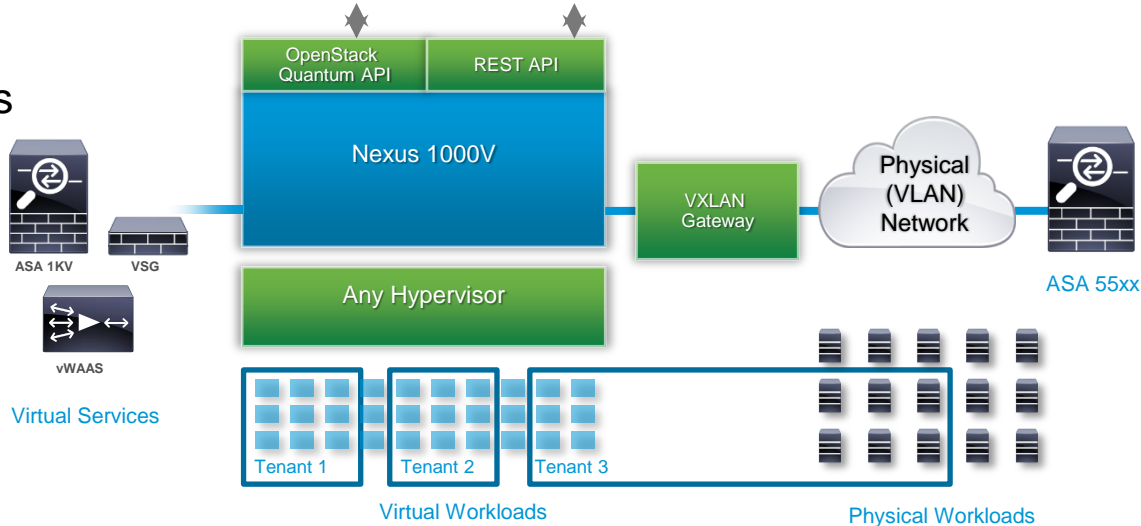 OpenStack
Quantum API
REST API
s
Nexus 1000V
ASA 1KV
VSG
VXLAN
Gateway
Physical
(VLAN)
Network
ASA 55xx
Any Hypervisor
vWAAS
Virtual Services
Tenant 1
Tenant 2
Tenant 3
Virtual Workloads
Physical Workloads